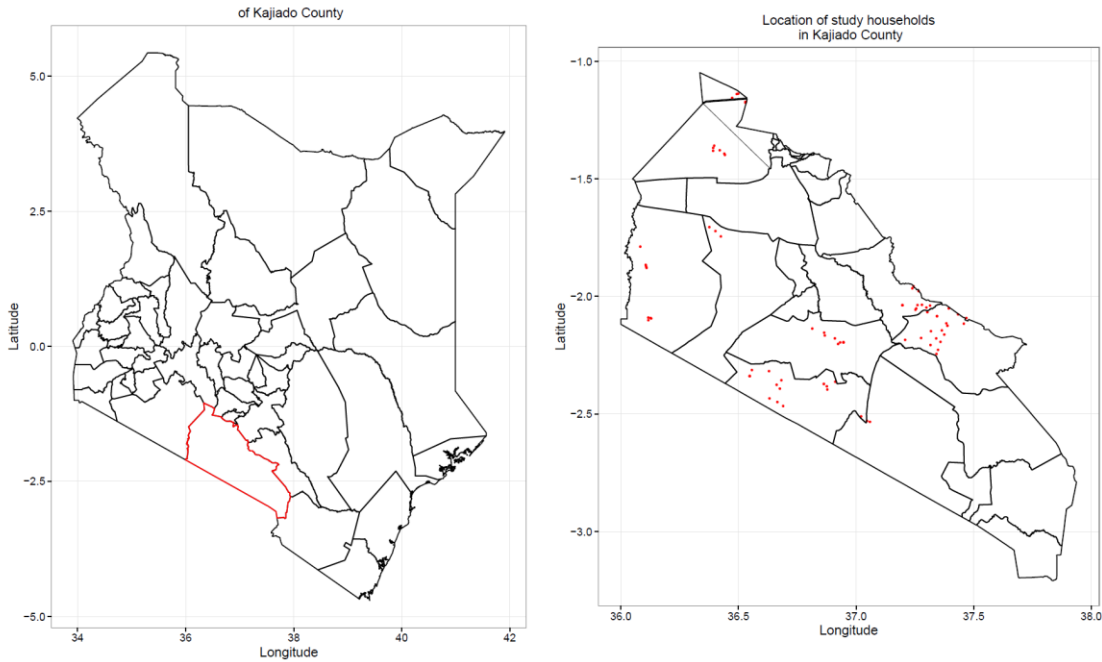 of Kajiado County
5.0
2.5
0.0
−2.5
−5.0
Latitude
34
36
38
40
42
Longitude
Location of study households
in Kajiado County
−1.0
−1.5
−2.0
−2.5
−3.0
Latitude
36.0
36.5
37.0
37.5
38.0
Longitude